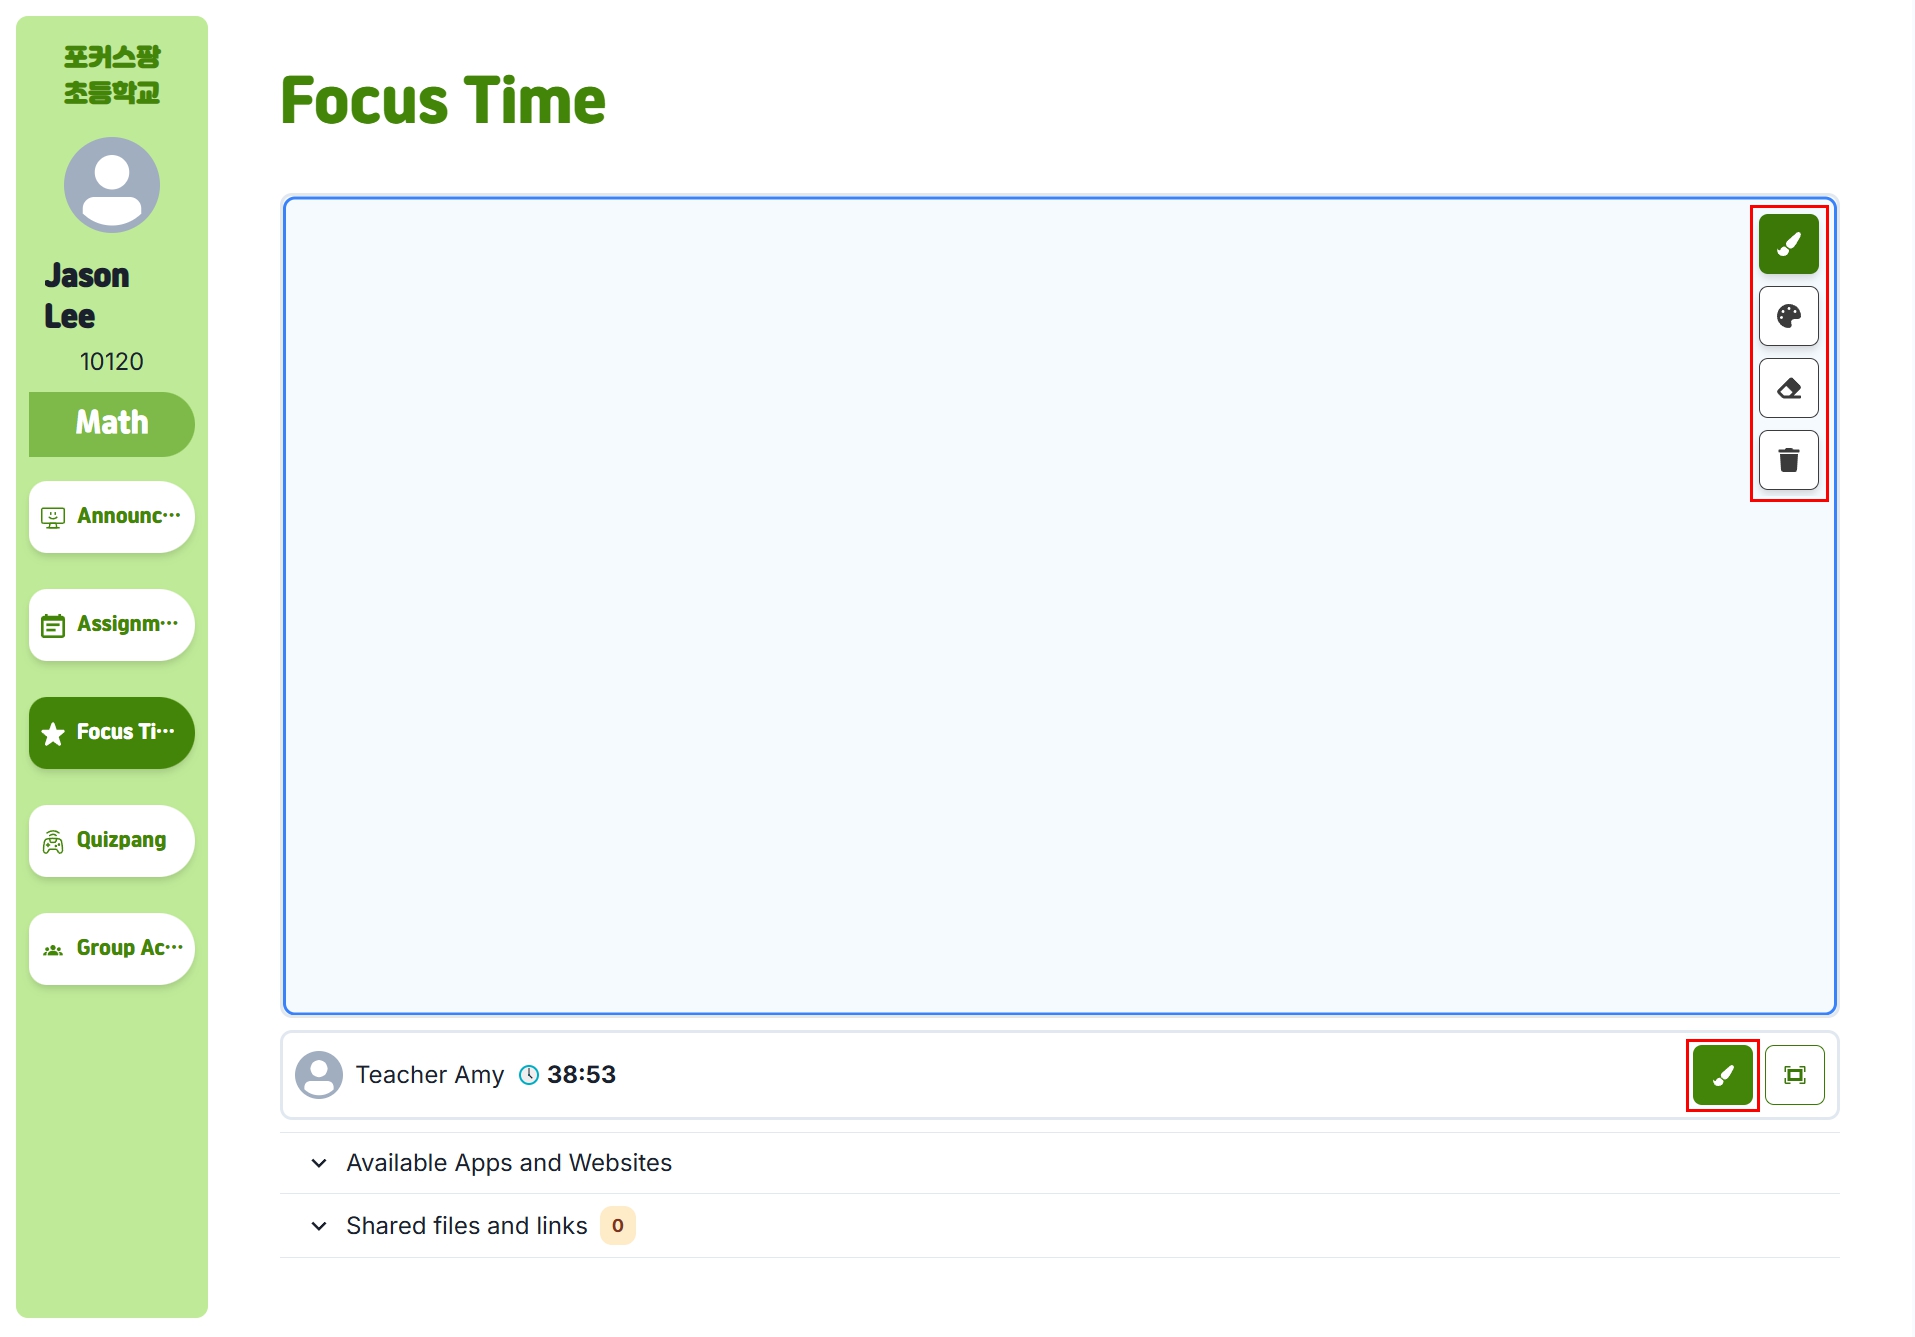 포커스팡
초등학교
Jason
Lee
10120
Math
Announc···
Assignm···
Focus Ti···
Quizpang
Group Ac···
Focus Time
Teacher Amy 38:53
Available Apps and Websites
Shared files and links 0